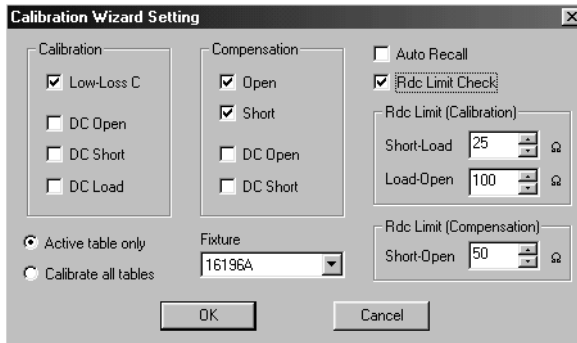 Calibration Wizard Setting
Calibration
Low-Loss C
DC Open
DC Short
DC Load
Compensation
Open
Short
DC Open
DC Short
Auto Recall
Rdc Limit Check
Rdc Limit (Calibration)
Short-Load 25 Ω
Load-Open 100 Ω
Rdc Limit (Compensation)
Short-Open 50 Ω
Active table only
Calibrate all tables
Fixture
16196A
OK
Cancel